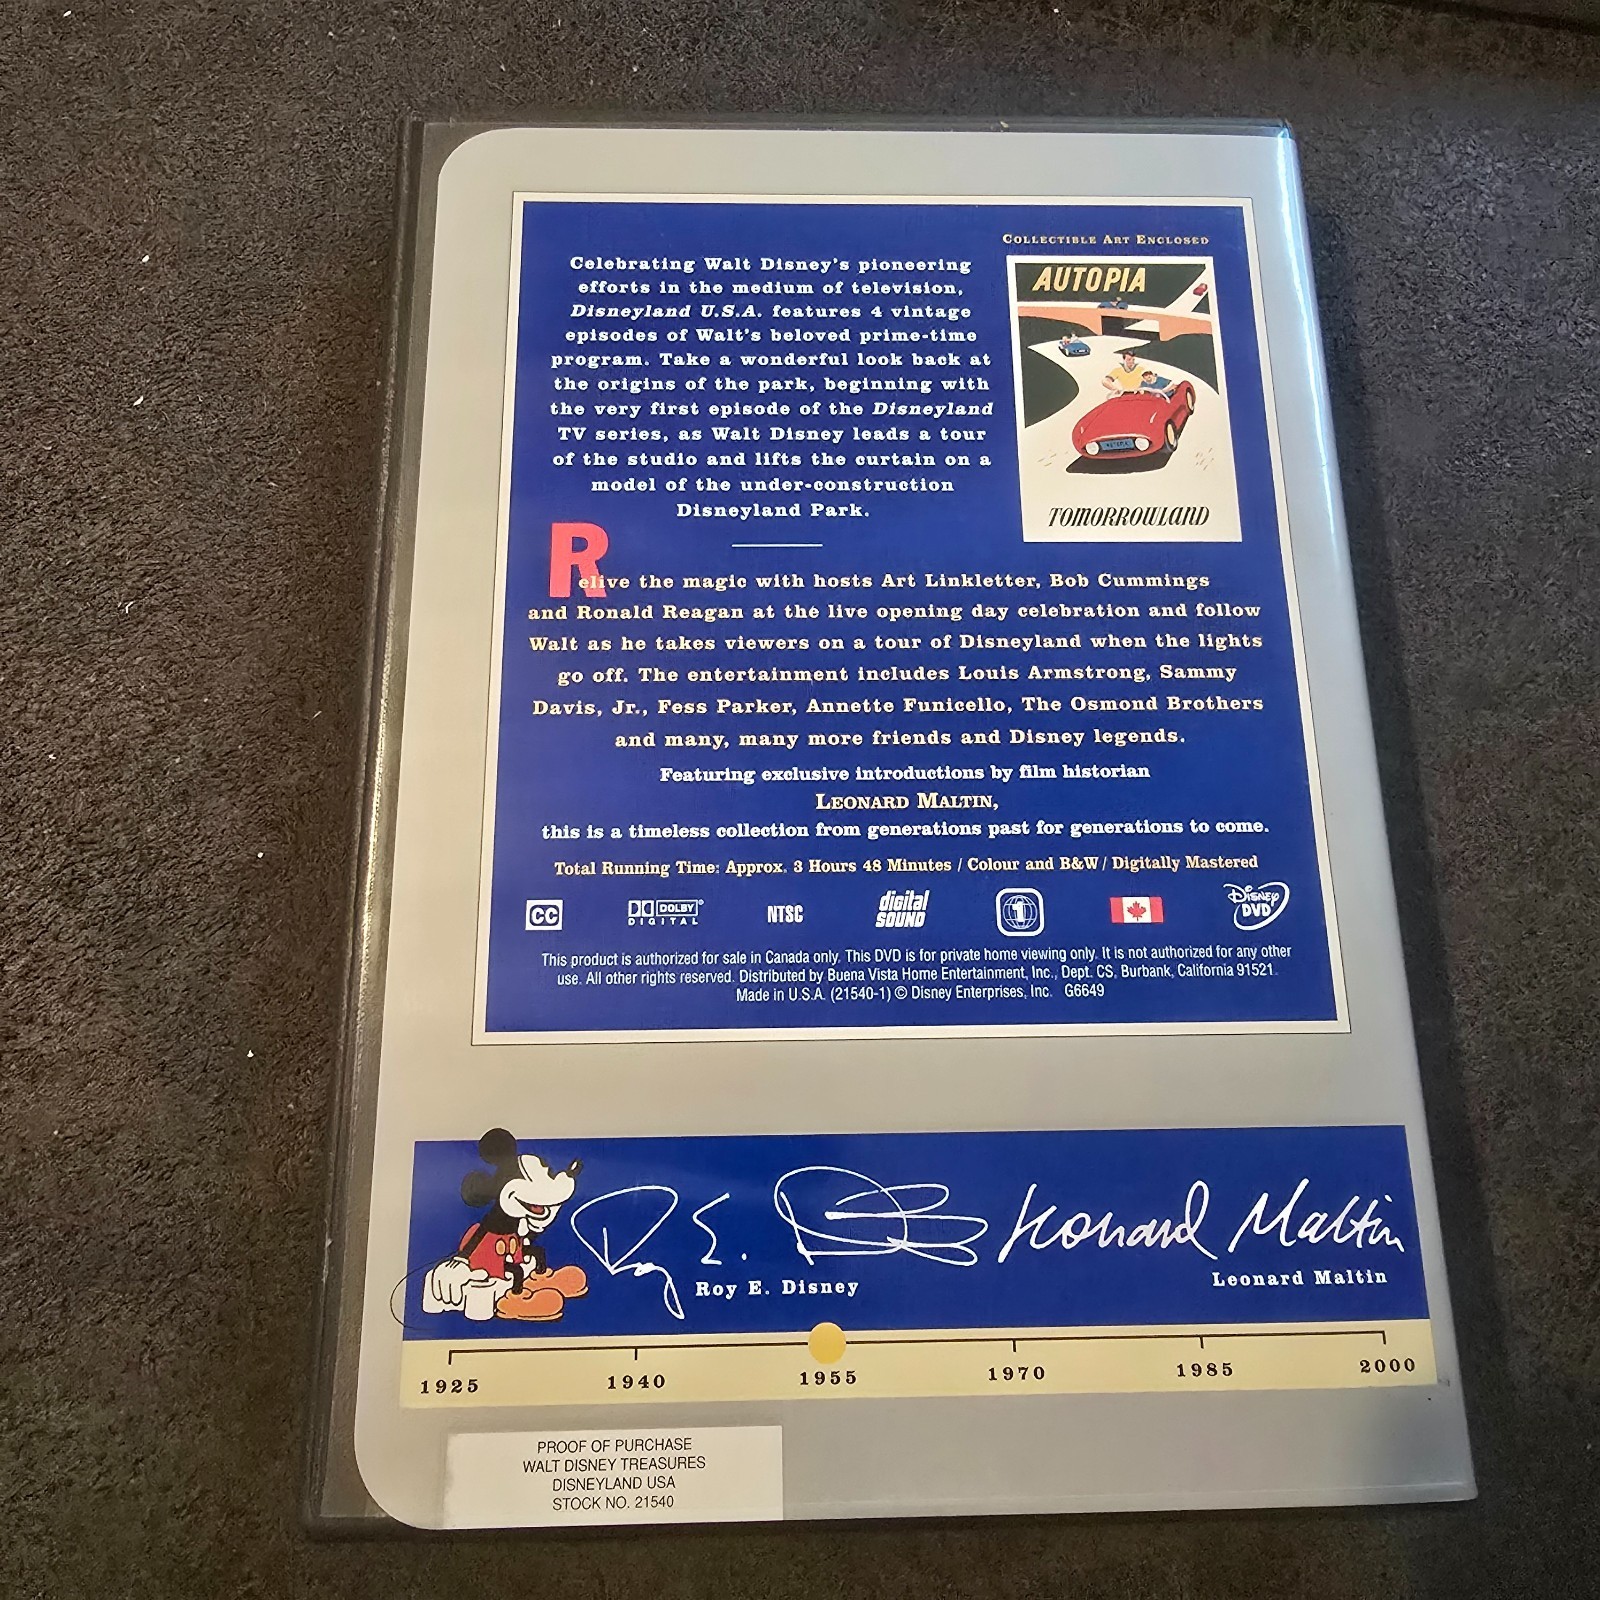 COLLECTIBLE ART ENCLOSED
Celebrating Walt Disney's pioneering
efforts in the medium of television,
Disneyland U.S.A. features 4 vintage
episodes of Walt's beloved prime-time
program. Take a wonderful look back at
the origins of the park, beginning with
the very first episode of the Disneyland
TV series, as Walt Disney leads a tour
of the studio and lifts the curtain on a
model of the under-construction
Disneyland Park.
AUTOPIA
TOMORROWLAND
Relive the magic with hosts Art Linkletter, Bob Cummings
and Ronald Reagan at the live opening day celebration and follow
Walt as he takes viewers on a tour of Disneyland when the lights
go off. The entertainment includes Louis Armstrong, Sammy
Davis, Jr., Fess Parker, Annette Funicello, The Osmond Brothers
and many, many more friends and Disney legends.
Featuring exclusive introductions by film historian
LEONARD MALTIN,
this is a timeless collection from generations past for generations to come.
Total Running Time: Approx. 3 Hours 48 Minutes / Colour and B&W / Digitally Mastered
CC DOLBY DIGITAL NTSC digital SOUND 1 Disney DVD
This product is authorized for sale in Canada only. This DVD is for private home viewing only. It is not authorized for any other
use. All other rights reserved. Distributed by Buena Vista Home Entertainment, Inc., Dept. CS, Burbank, California 91521.
Made in U.S.A. (21540-1) © Disney Enterprises, Inc. G6649
Roy E. Disney Leonard Maltin
Roy E. Disney Leonard Maltin
1925 1940 1955 1970 1985 2000
PROOF OF PURCHASE
WALT DISNEY TREASURES
DISNEYLAND USA
STOCK NO. 21540